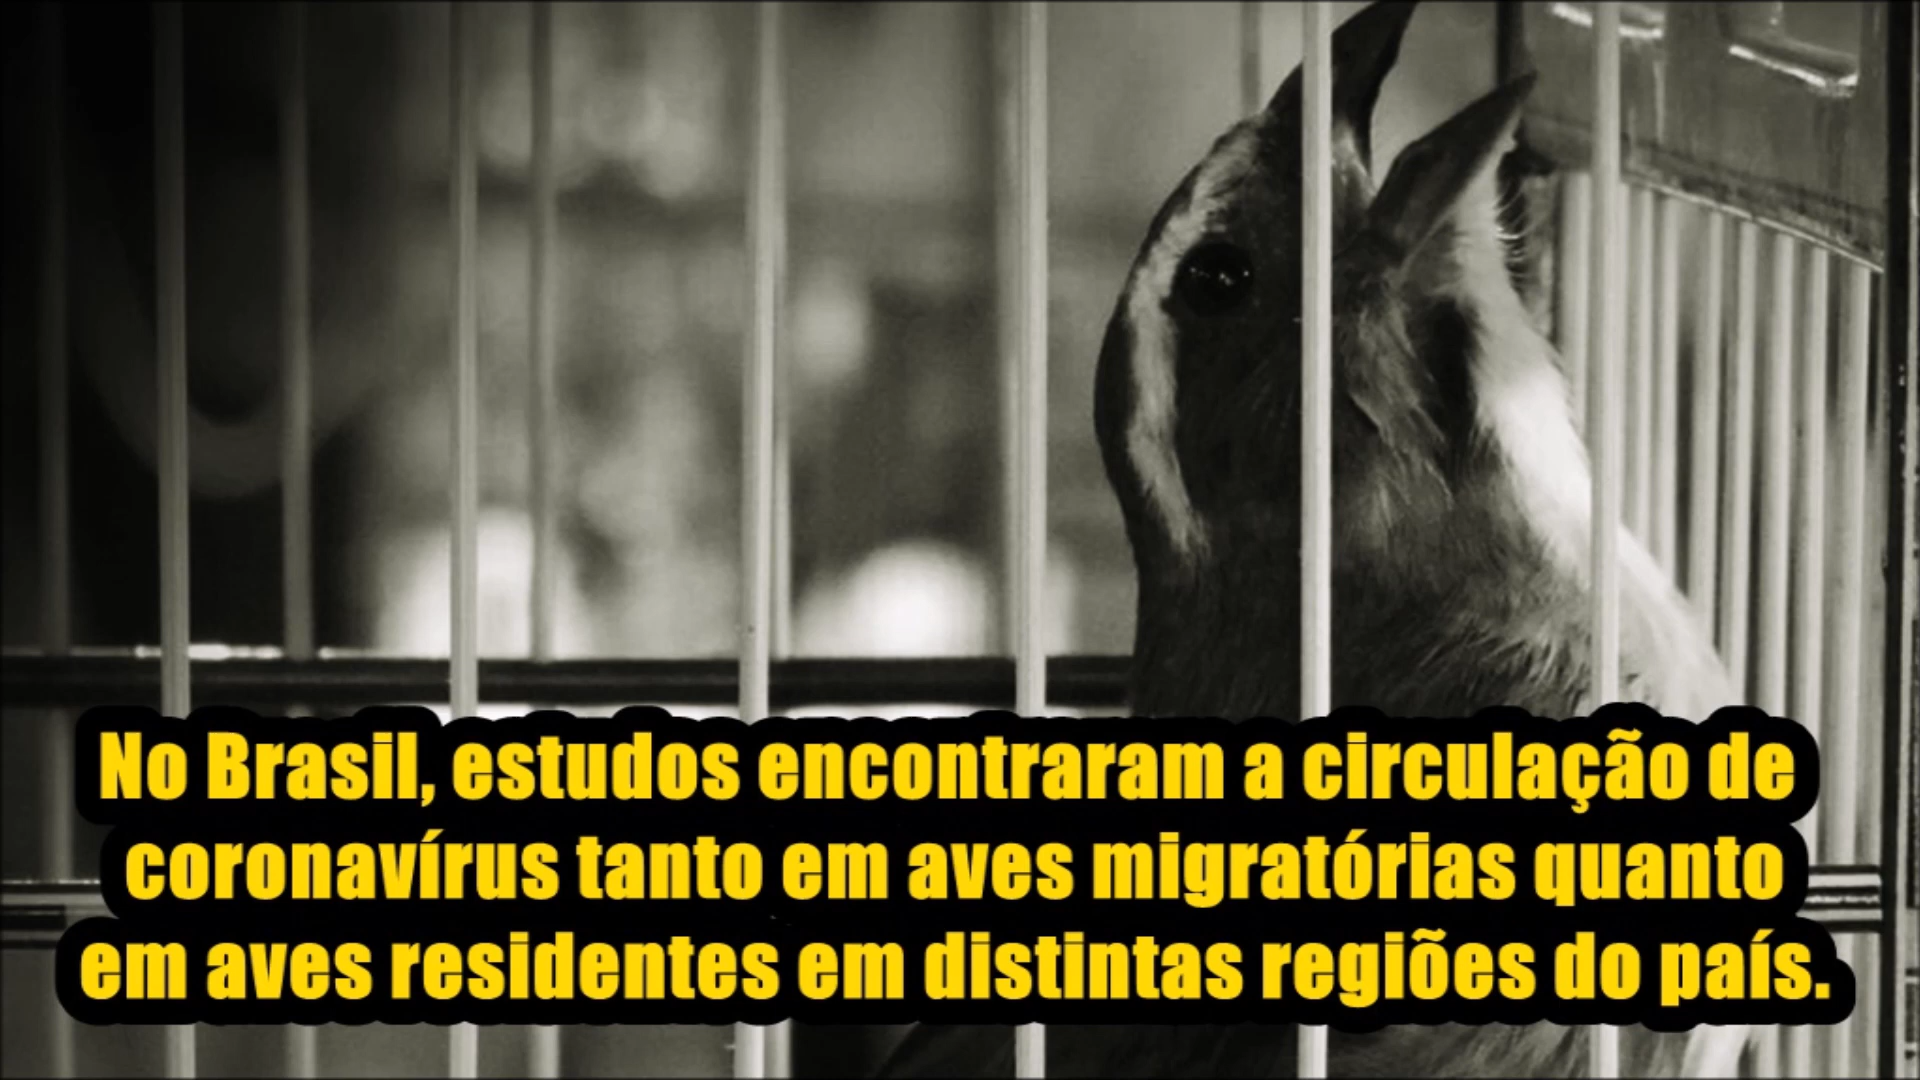 No Brasil, estudos encontraram a circulação de
coronavírus tanto em aves migratórias quanto
em aves residentes em distintas regiões do país.